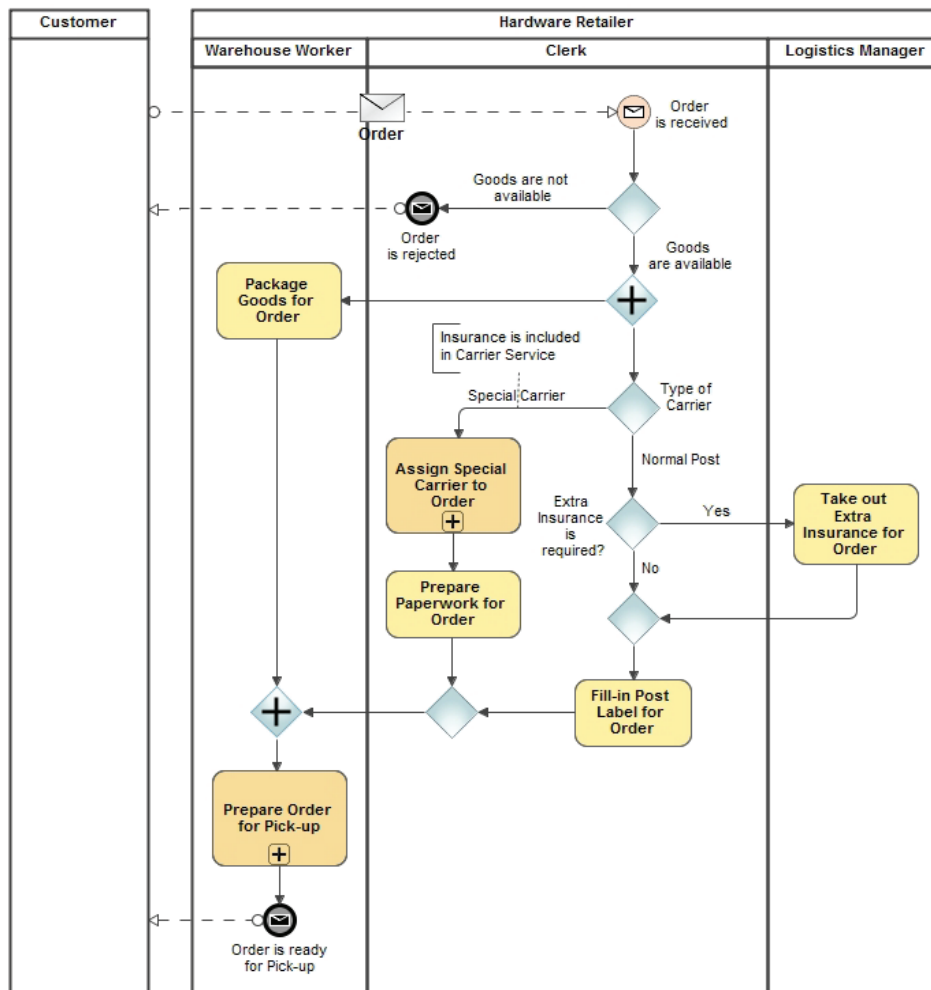 Customer
Hardware Retailer
Warehouse Worker
Clerk
Logistics Manager
Order
Order
is received
Goods are not
available
Order
is rejected
Goods
are available
Package
Goods for
Order
Insurance is included
in Carrier Service
Special Carrier
Type of
Carrier
Assign Special
Carrier to
Order
Normal Post
Extra
Insurance
is
required?
Yes
Take out
Extra
Insurance for
Order
No
Prepare
Paperwork for
Order
Fill-in Post
Label for
Order
Prepare Order
for Pick-up
Order is ready
for Pick-up